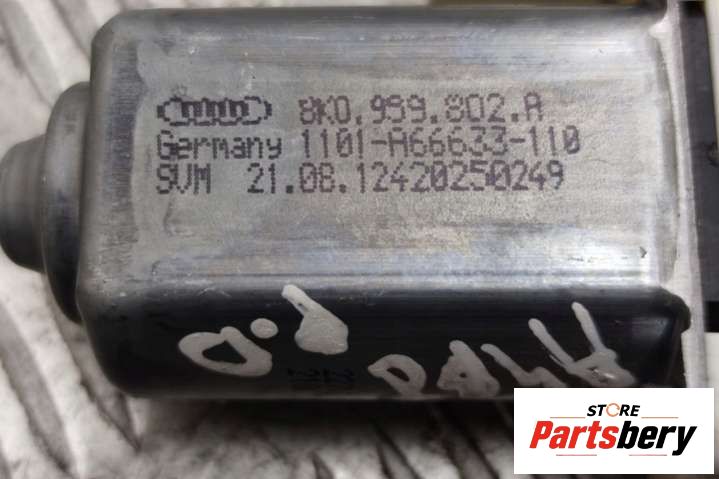 8K0.959.802.A
Germany 1101-A66633-110
SVM 21.08.12420250249
STORE
Partsbery